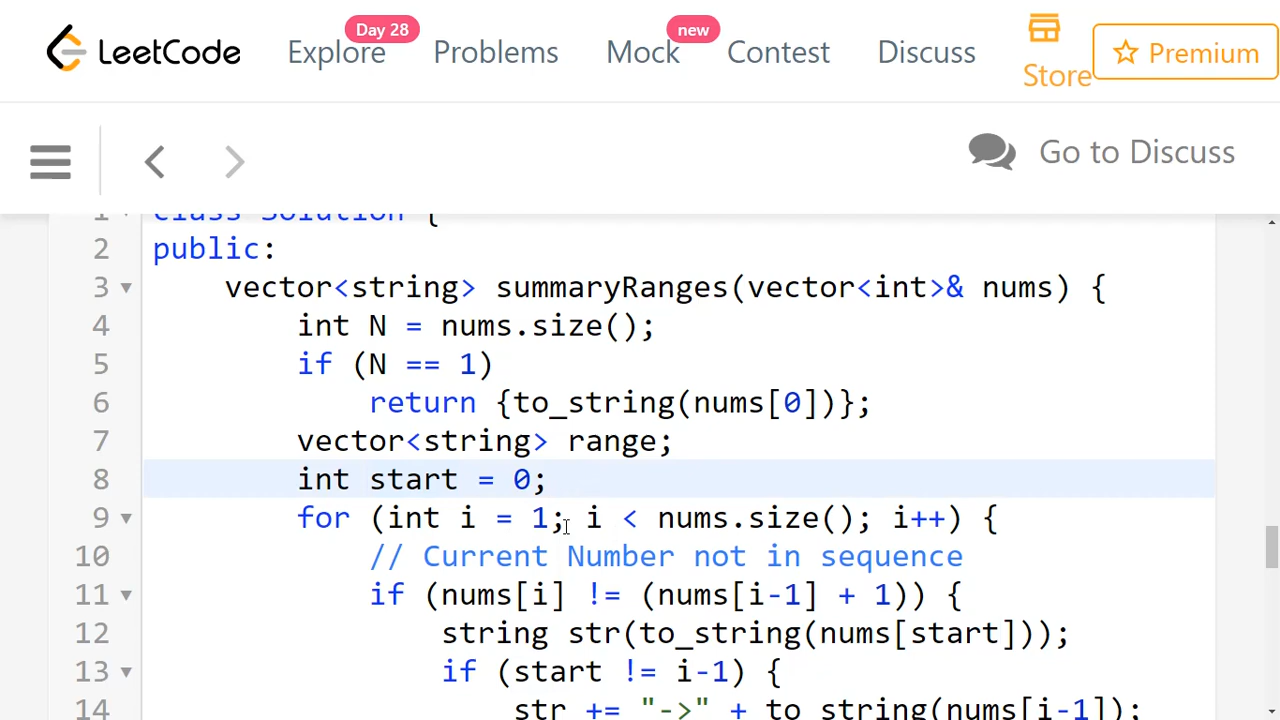 Day 28
new
LeetCode Explore Problems Mock Contest Discuss Store Premium
Go to Discuss
1 class Solution {
2 public:
3 vector<string> summaryRanges(vector<int>& nums) {
4 int N = nums.size();
5 if (N == 1)
6 return {to_string(nums[0])};
7 vector<string> range;
8 int start = 0;
9 for (int i = 1; i < nums.size(); i++) {
10 // Current Number not in sequence
11 if (nums[i] != (nums[i-1] + 1)) {
12 string str(to_string(nums[start]));
13 if (start != i-1) {
14 str += "->" + to_string(nums[i-1]);